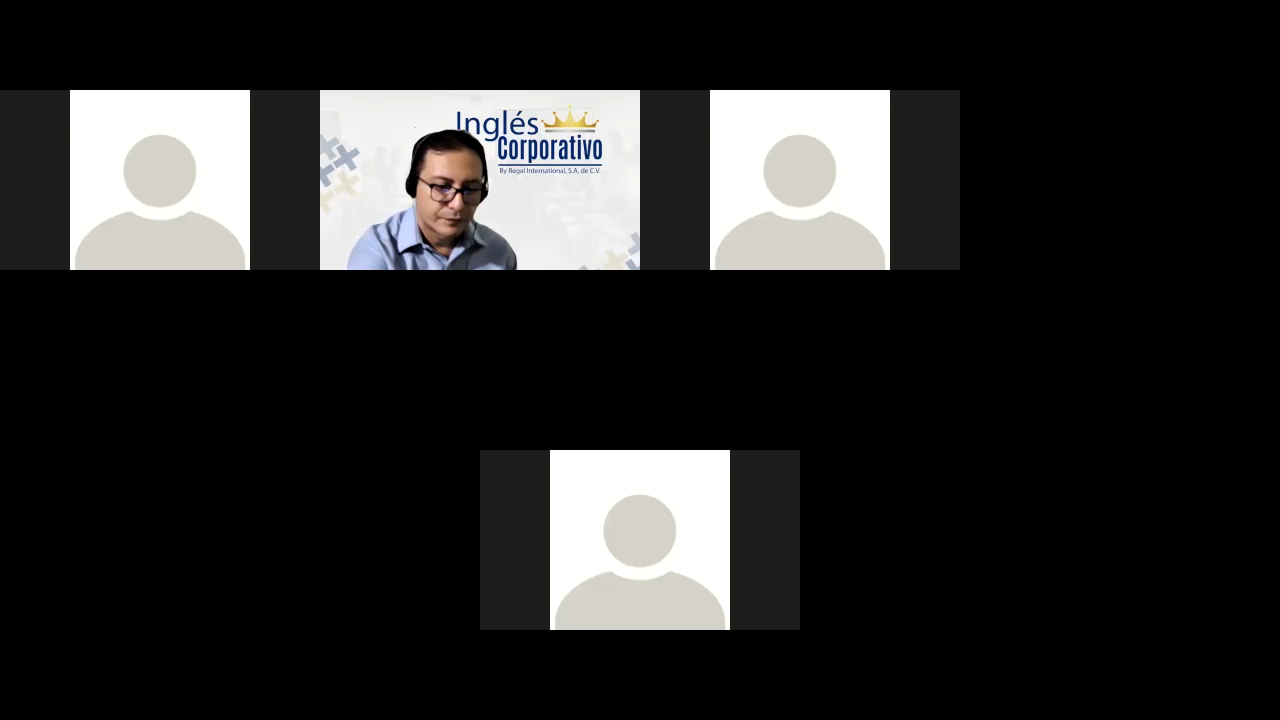 Inglés
Corporativo
By Regal International, S.A. de C.V.